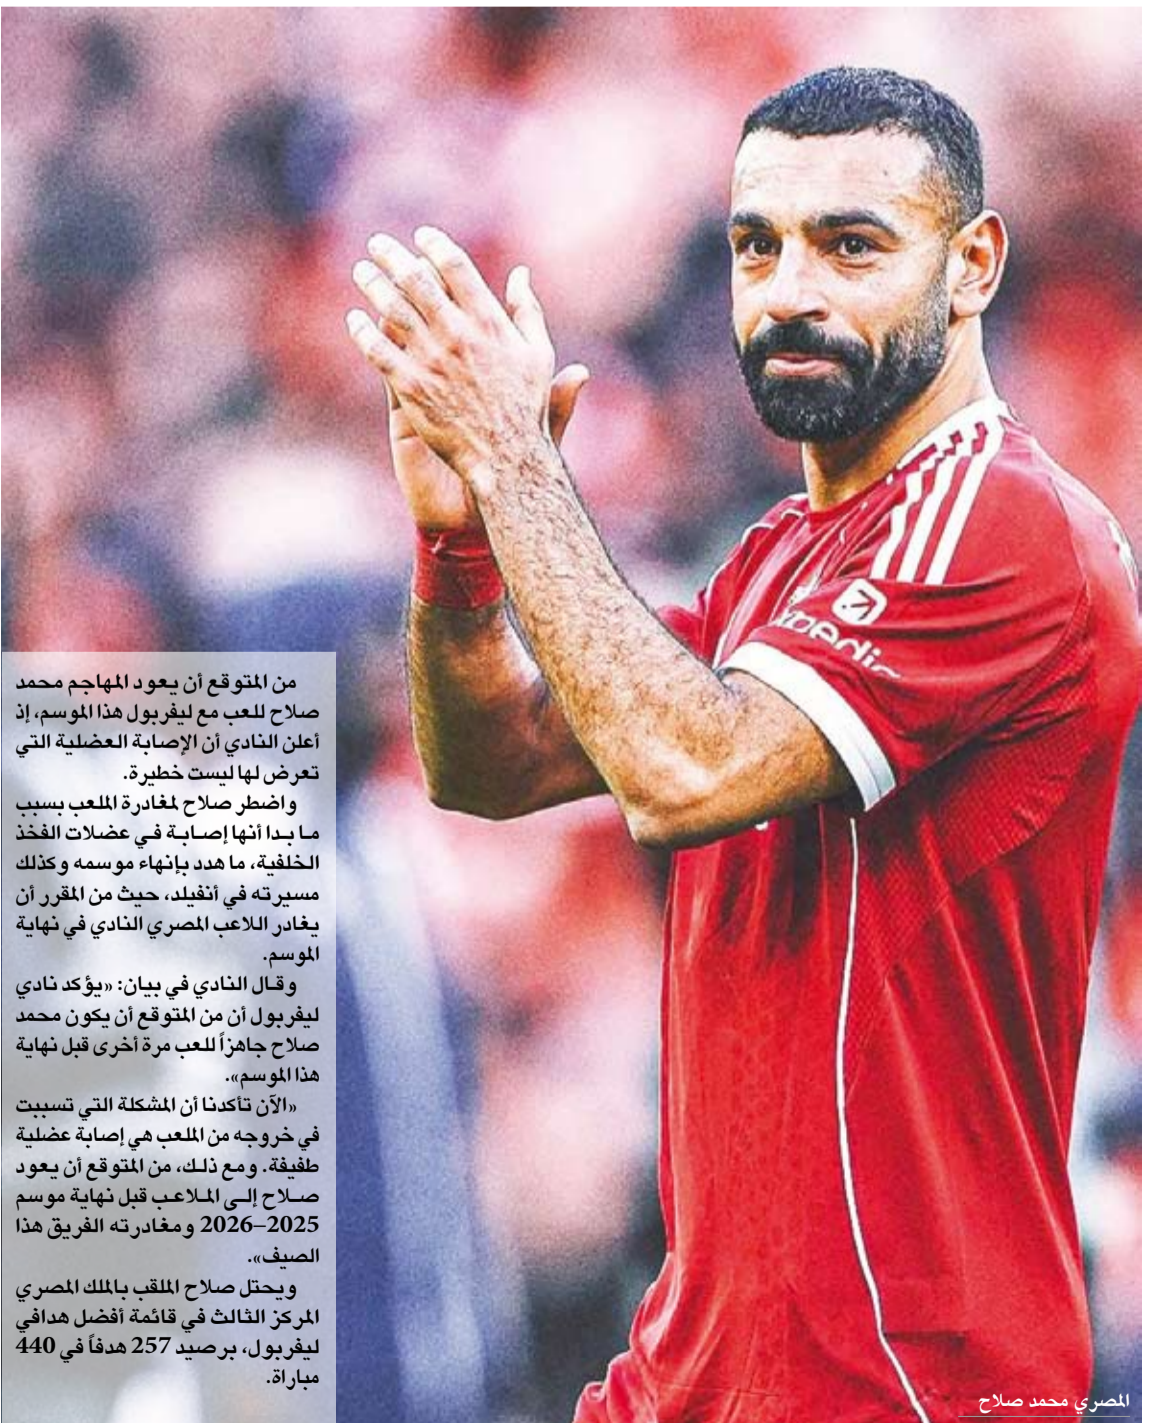 xpedia
من المتوقع أن يعود المهاجم محمد
صلاح للعب مع ليفربول هذا الموسم، إذ
أعلن النادي أن الإصابة العضلية التي
تعرض لها ليست خطيرة.
واضطر صلاح لمغادرة الملعب بسبب
ما بدا أنها إصابة في عضلات الفخذ
الخلفية، ما هدد بإنهاء موسمه وكذلك
مسيرته في أنفيلد، حيث من المقرر أن
يغادر اللاعب المصري النادي في نهاية
الموسم.
وقال النادي في بيان: «يؤكد نادي
ليفربول أن من المتوقع أن يكون محمد
صلاح جاهزاً للعب مرة أخرى قبل نهاية
هذا الموسم».
«الآن تأكدنا أن المشكلة التي تسببت
في خروجه من الملعب هي إصابة عضلية
طفيفة. ومع ذلك، من المتوقع أن يعود
صلاح إلى الملاعب قبل نهاية موسم
2025–2026 ومغادرته الفريق هذا
الصيف».
ويحتل صلاح الملقب بالملك المصري
المركز الثالث في قائمة أفضل هدافي
ليفربول، برصيد 257 هدفاً في 440
مباراة.
المصري محمد صلاح